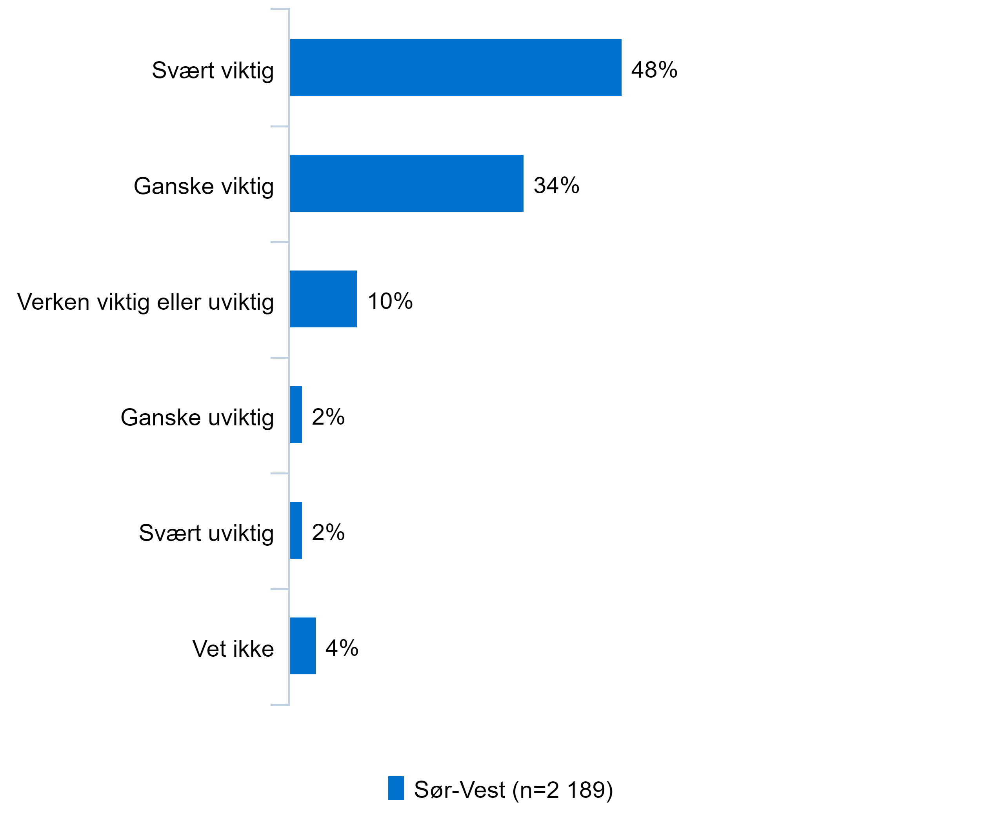 Svært viktig 48%
Ganske viktig 34%
Verken viktig eller uviktig 10%
Ganske uviktig 2%
Svært uviktig 2%
Vet ikke 4%
Sør-Vest (n=2 189)